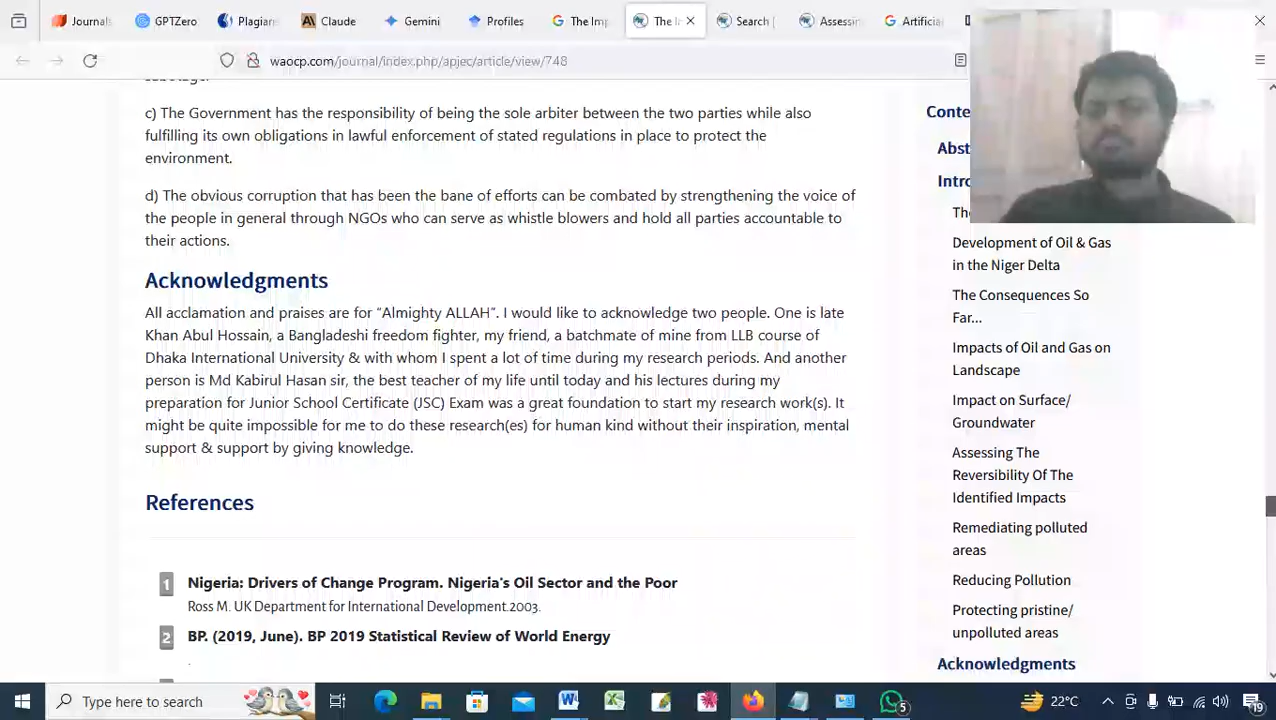 Journals
GPTZero
Plagiaris
Claude
Gemini
Profiles
The Imp
The I
Search (
Assessin
Artificia
waocp.com/journal/index.php/apjec/article/view/748
c) The Government has the responsibility of being the sole arbiter between the two parties while also
fulfilling its own obligations in lawful enforcement of stated regulations in place to protect the
environment.
d) The obvious corruption that has been the bane of efforts can be combated by strengthening the voice of
the people in general through NGOs who can serve as whistle blowers and hold all parties accountable to
their actions.
Acknowledgments
All acclamation and praises are for “Almighty ALLAH”. I would like to acknowledge two people. One is late
Khan Abul Hossain, a Bangladeshi freedom fighter, my friend, a batchmate of mine from LLB course of
Dhaka International University & with whom I spent a lot of time during my research periods. And another
person is Md Kabirul Hasan sir, the best teacher of my life until today and his lectures during my
preparation for Junior School Certificate (JSC) Exam was a great foundation to start my research work(s). It
might be quite impossible for me to do these research(es) for human kind without their inspiration, mental
support & support by giving knowledge.
References
1
Nigeria: Drivers of Change Program. Nigeria's Oil Sector and the Poor
Ross M. UK Department for International Development.2003.
2
BP. (2019, June). BP 2019 Statistical Review of World Energy
.
Conte
Abst
Intro
The
Development of Oil & Gas
in the Niger Delta
The Consequences So
Far...
Impacts of Oil and Gas on
Landscape
Impact on Surface/
Groundwater
Assessing The
Reversibility Of The
Identified Impacts
Remediating polluted
areas
Reducing Pollution
Protecting pristine/
unpolluted areas
Acknowledgments
Type here to search
5
22°C
19